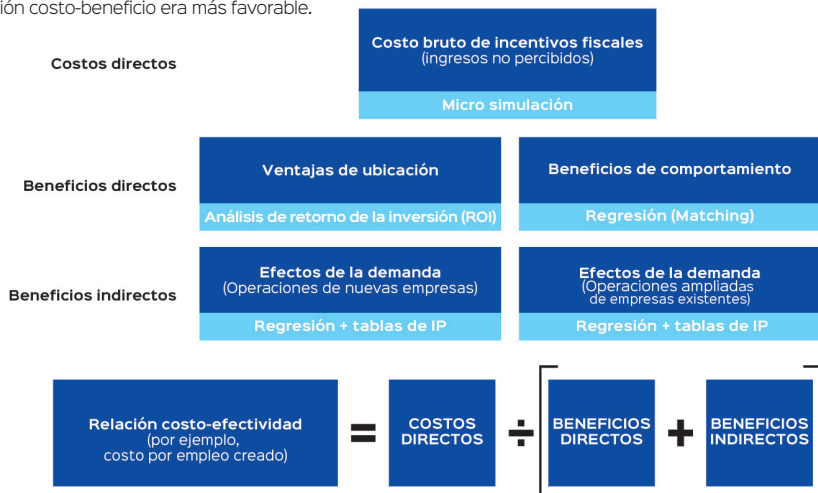 ión costo-beneficio era más favorable.
Costos directos
Costo bruto de incentivos fiscales
(ingresos no percibidos)
Micro simulación
Beneficios directos
Ventajas de ubicación
Análisis de retorno de la inversión (ROI)
Beneficios de comportamiento
Regresión (Matching)
Beneficios indirectos
Efectos de la demanda
(Operaciones de nuevas empresas)
Regresión + tablas de IP
Efectos de la demanda
(Operaciones ampliadas
de empresas existentes)
Regresión + tablas de IP
Relación costo-efectividad
(por ejemplo,
costo por empleo creado)
=
COSTOS
DIRECTOS
÷
[
BENEFICIOS
DIRECTOS
+
BENEFICIOS
INDIRECTOS
]